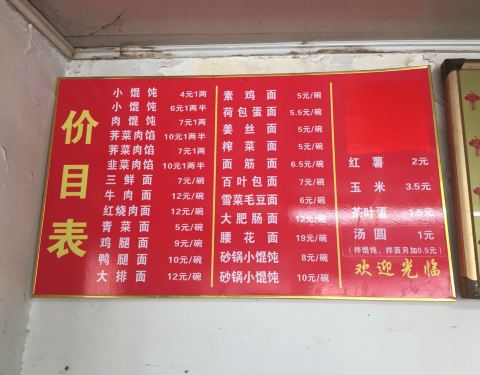 价目表
小馄饨 4元1两
小馄饨 6元1两半
肉馄饨 7元1两
荠菜肉馅 10元1两半
荠菜肉馅 7元1两
韭菜肉馅 10元1两半
三鲜面 7元/碗
牛肉面 12元/碗
红烧肉面 12元/碗
青菜面 5元/碗
鸡腿面 9元/碗
鸭腿面 10元/碗
大排面 12元/碗
素鸡面 5元/碗
荷包蛋面 5.5元/碗
姜丝面 5元/碗
榨菜面 5元/碗
面筋面 6.5元/碗
百叶包面 7元/碗
雪菜毛豆面 6元/碗
大肥肠面 12元/碗
腰花面 19元/碗
砂锅小馄饨 8元/碗
砂锅小馄饨 10元/碗
红薯 2元
玉米 3.5元
茶叶蛋 1.5元
汤圆 1元
(拌馄饨、拌面另加0.5元)
欢迎光临